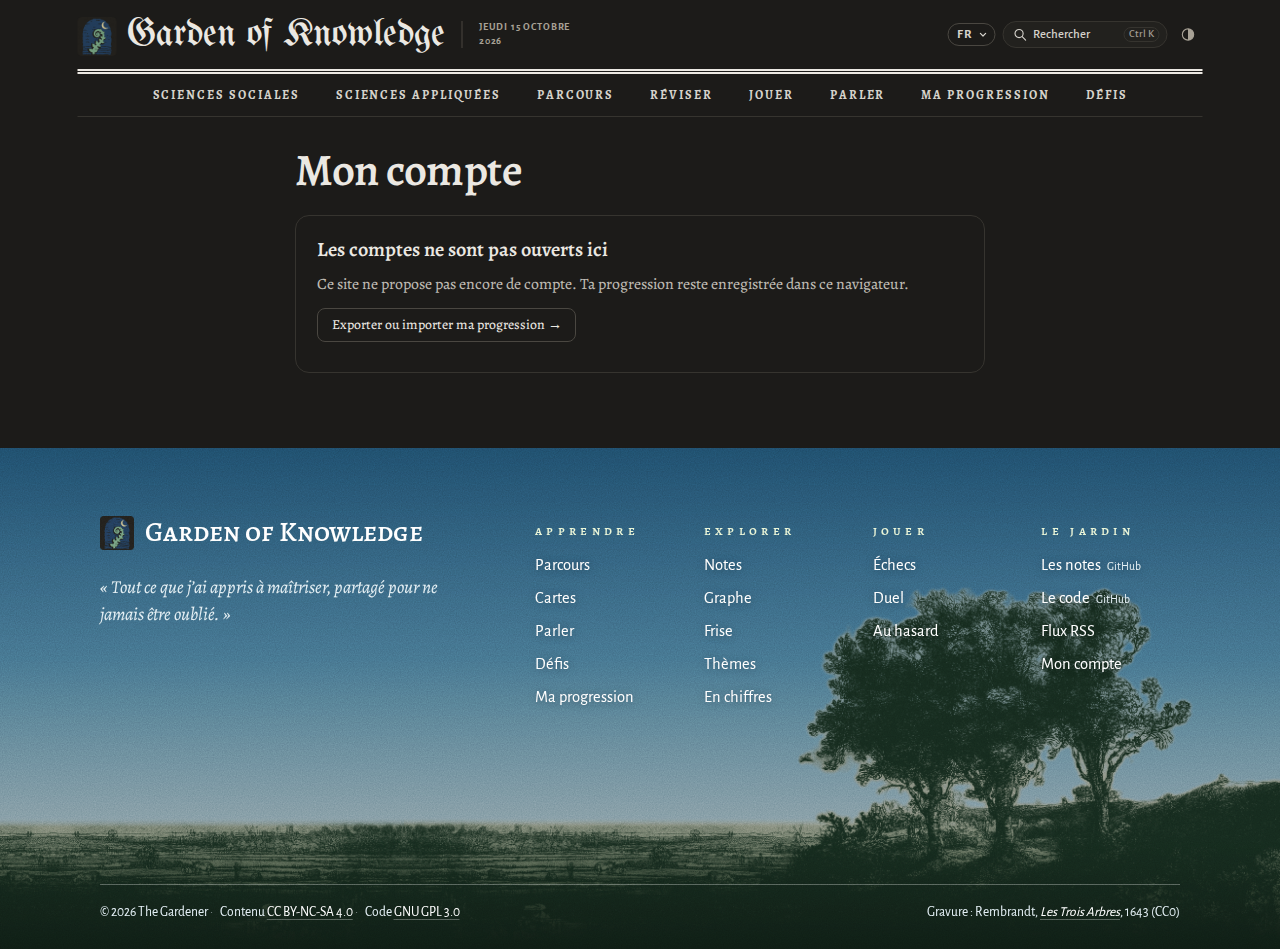 Garden of Knowledge
JEUDI 15 OCTOBRE
2026
FR
Rechercher
Ctrl K
SCIENCES SOCIALES
SCIENCES APPLIQUÉES
PARCOURS
RÉVISER
JOUER
PARLER
MA PROGRESSION
DÉFIS
Mon compte
Les comptes ne sont pas ouverts ici
Ce site ne propose pas encore de compte. Ta progression reste enregistrée dans ce navigateur.
Exporter ou importer ma progression →
GARDEN OF KNOWLEDGE
« Tout ce que j'ai appris à maîtriser, partagé pour ne
jamais être oublié. »
APPRENDRE
Parcours
Cartes
Parler
Défis
Ma progression
EXPLORER
Notes
Graphe
Frise
Thèmes
En chiffres
JOUER
Échecs
Duel
Au hasard
LE JARDIN
Les notes GitHub
Le code GitHub
Flux RSS
Mon compte
© 2026 The Gardener · Contenu CC BY-NC-SA 4.0 · Code GNU GPL 3.0
Gravure : Rembrandt, Les Trois Arbres, 1643 (CC0)